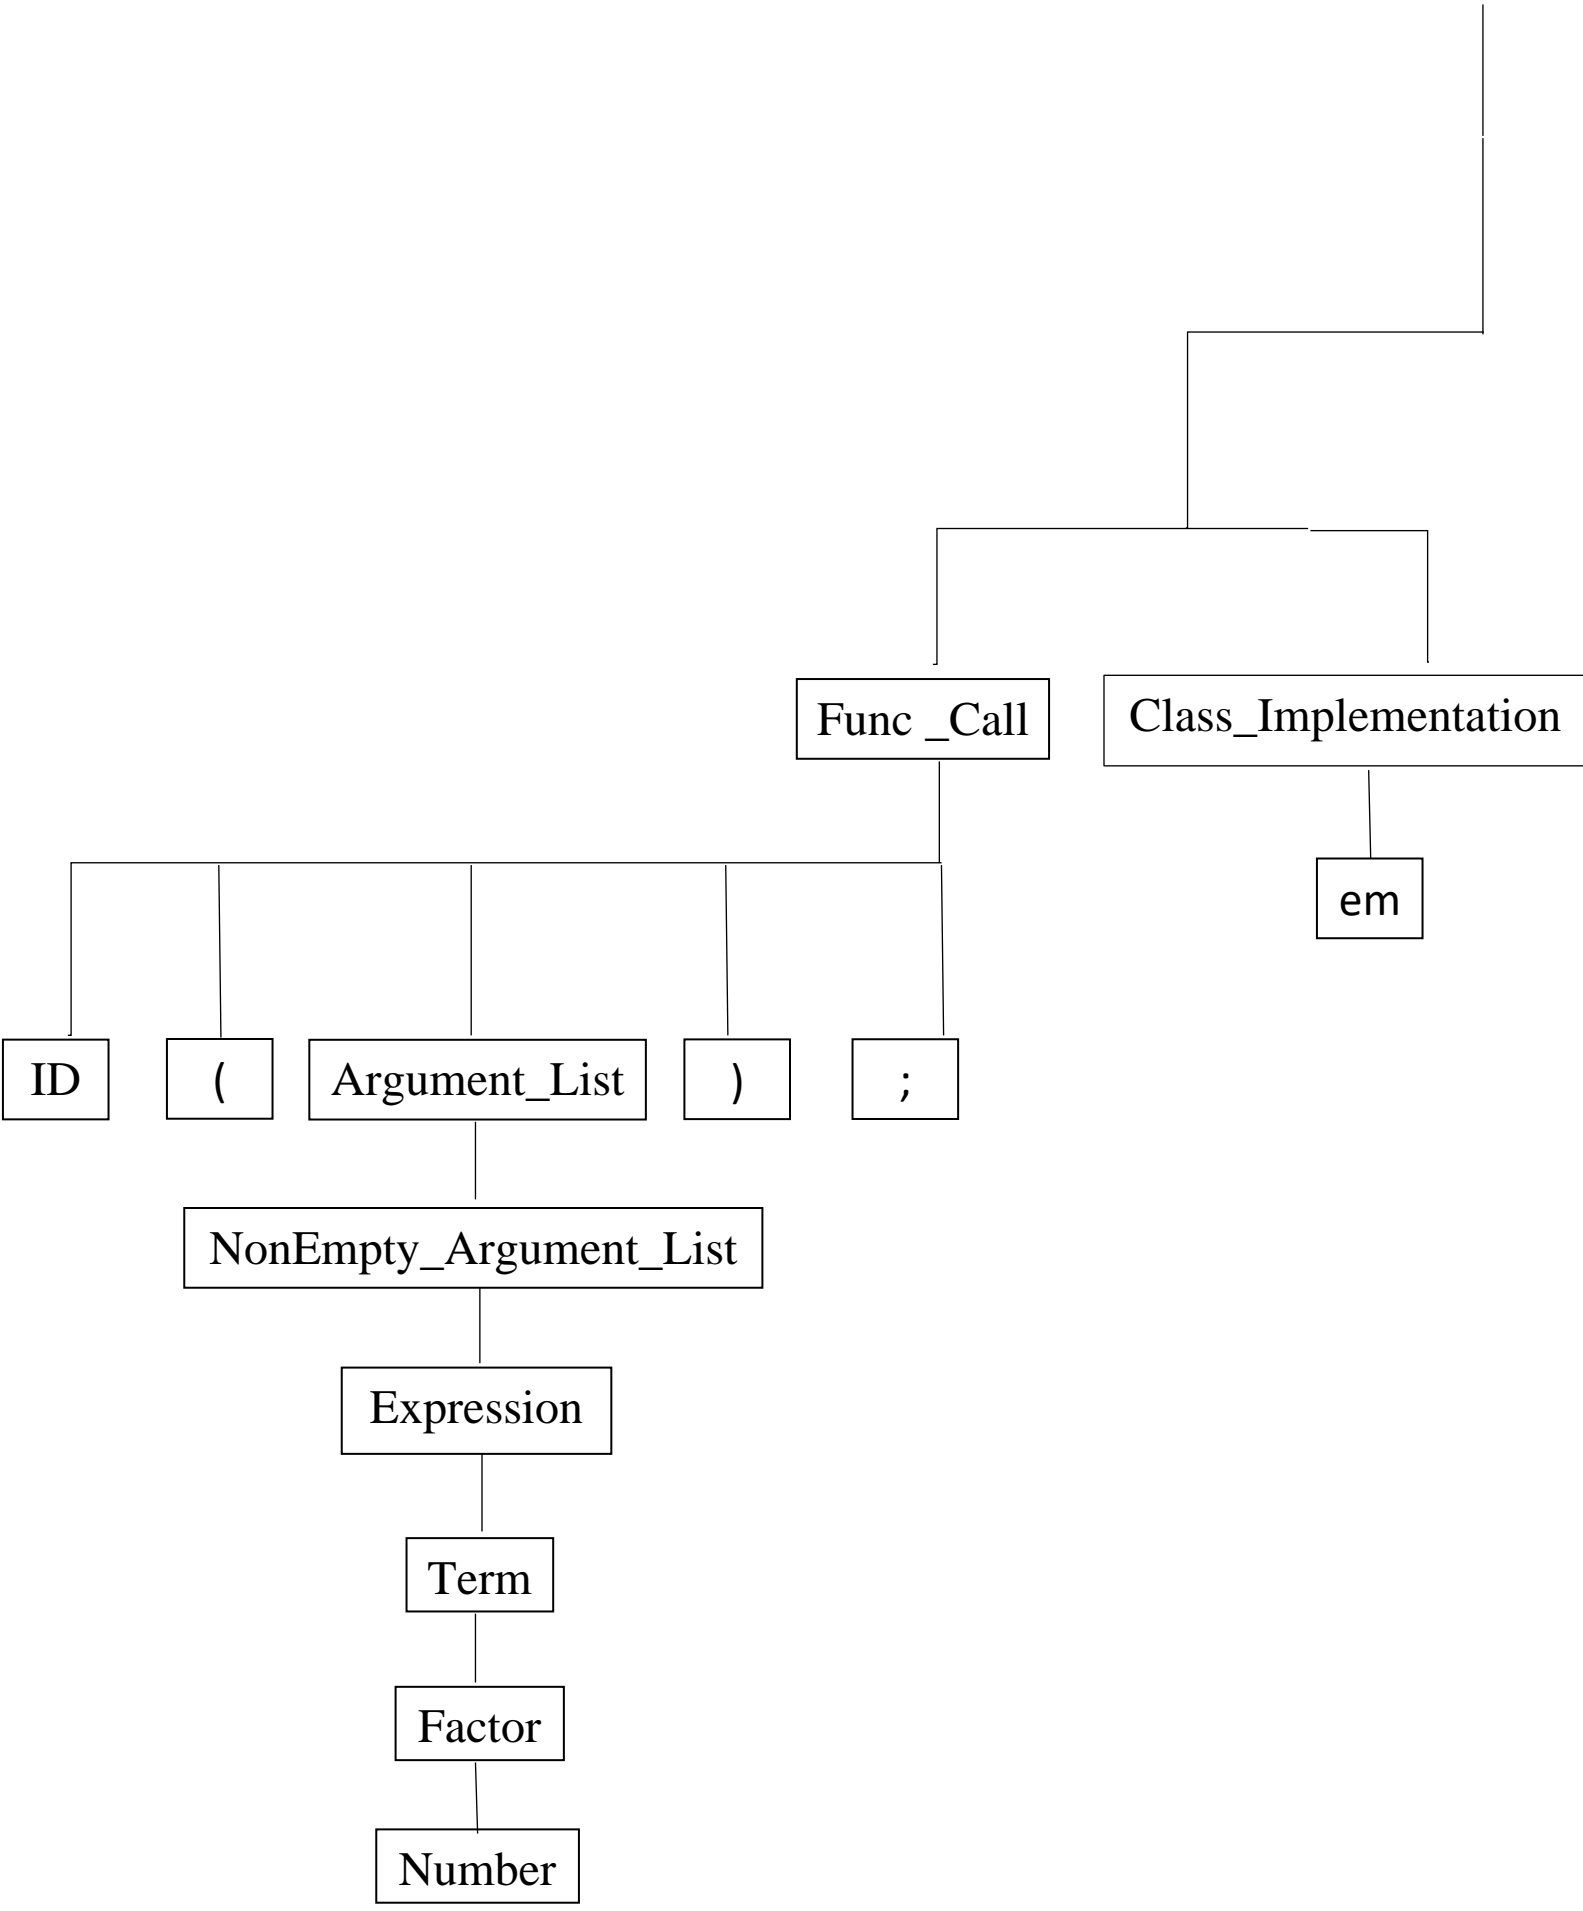 Func _Call
Class_Implementation
em
ID
(
Argument_List
)
;
NonEmpty_Argument_List
Expression
Term
Factor
Number